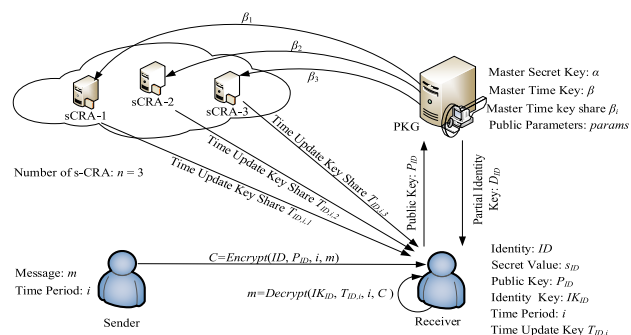 β1
β2
β3
sCRA-1
sCRA-2
sCRA-3
PKG
Master Secret Key: α
Master Time Key: β
Master Time key share βi
Public Parameters: params
Number of s-CRA: n = 3
Time Update Key Share TID,i,1
Time Update Key Share TID,i,2
Time Update Key Share TID,i,3
Public Key: PID
Partial Identity
Key: DID
Message: m
Time Period: i
Sender
C=Encrypt(ID, PID, i, m)
m=Decrypt(IKID, TID,i, i, C )
Receiver
Identity: ID
Secret Value: sID
Public Key: PID
Identity Key: IKID
Time Period: i
Time Update Key TID,i